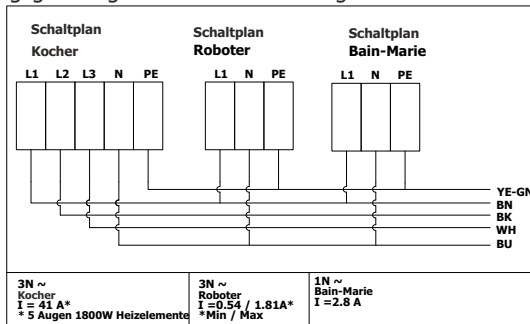 Schaltplan
Kocher
L1 L2 L3 N PE
Schaltplan
Roboter
L1 N PE
Schaltplan
Bain-Marie
L1 N PE
YE-GN
BN
BK
WH
BU
3N ~
Kocher
I = 41 A*
* 5 Augen 1800W Heizelemente
3N ~
Roboter
I =0.54 / 1.81A*
*Min / Max
1N ~
Bain-Marie
I =2.8 A